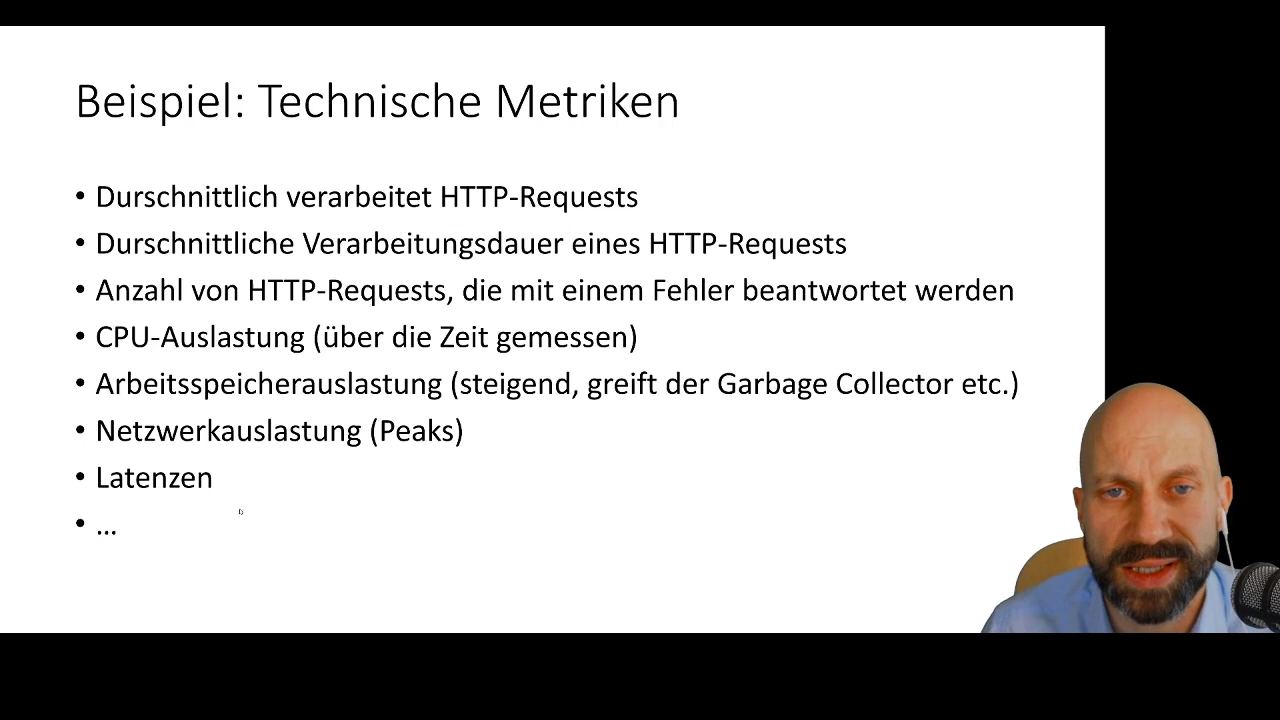 Beispiel: Technische Metriken
• Durschnittlich verarbeitet HTTP-Requests
• Durschnittliche Verarbeitungsdauer eines HTTP-Requests
• Anzahl von HTTP-Requests, die mit einem Fehler beantwortet werden
• CPU-Auslastung (über die Zeit gemessen)
• Arbeitsspeicherauslastung (steigend, greift der Garbage Collector etc.)
• Netzwerkauslastung (Peaks)
• Latenzen
• ...